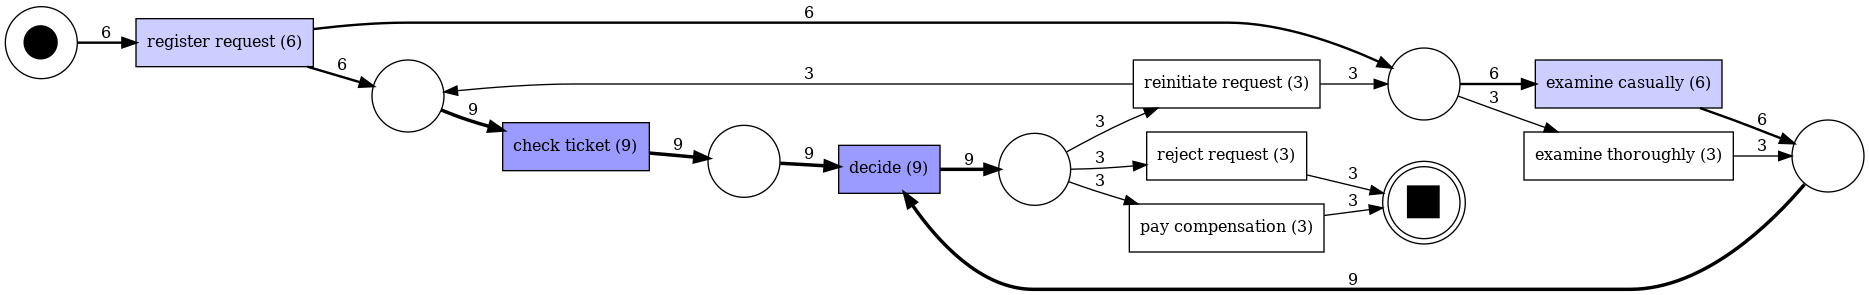 6
register request (6)
6
6
3
9
check ticket (9)
9
9
decide (9)
9
3
3
3
reinitiate request (3)
reject request (3)
pay compensation (3)
3
3
3
6
3
examine casually (6)
examine thoroughly (3)
6
3
9